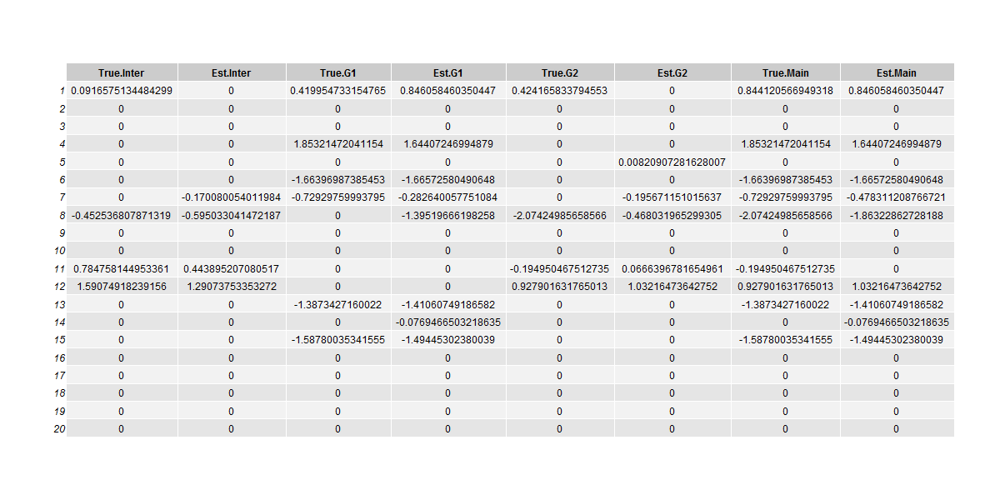 True.Inter Est.Inter True.G1 Est.G1 True.G2 Est.G2 True.Main Est.Main
1 0.0916575134484299 0 0.419954733154765 0.846058460350447 0.424165833794553 0 0.844120566949318 0.846058460350447
2 0 0 0 0 0 0 0 0
3 0 0 0 0 0 0 0 0
4 0 0 1.85321472041154 1.64407246994879 0 0 1.85321472041154 1.64407246994879
5 0 0 0 0 0 0.00820907281628007 0 0
6 0 0 -1.66396987385453 -1.66572580490648 0 0 -1.66396987385453 -1.66572580490648
7 0 -0.170080054011984 -0.72929759993795 -0.282640057751084 0 -0.195671151015637 -0.72929759993795 -0.478311208766721
8 -0.452536807871319 -0.595033041472187 0 -1.39519666198258 -2.07424985658566 -0.468031965299305 -2.07424985658566 -1.86322862728188
9 0 0 0 0 0 0 0 0
10 0 0 0 0 0 0 0 0
11 0.784758144953361 0.443895207080517 0 0 -0.194950467512735 0.0666396781654961 -0.194950467512735 0
12 1.59074918239156 1.29073753353272 0 0 0.927901631765013 1.03216473642752 0.927901631765013 1.03216473642752
13 0 0 -1.3873427160022 -1.41060749186582 0 0 -1.3873427160022 -1.41060749186582
14 0 0 0 -0.0769466503218635 0 0 0 -0.0769466503218635
15 0 0 -1.58780035341555 -1.49445302380039 0 0 -1.58780035341555 -1.49445302380039
16 0 0 0 0 0 0 0 0
17 0 0 0 0 0 0 0 0
18 0 0 0 0 0 0 0 0
19 0 0 0 0 0 0 0 0
20 0 0 0 0 0 0 0 0